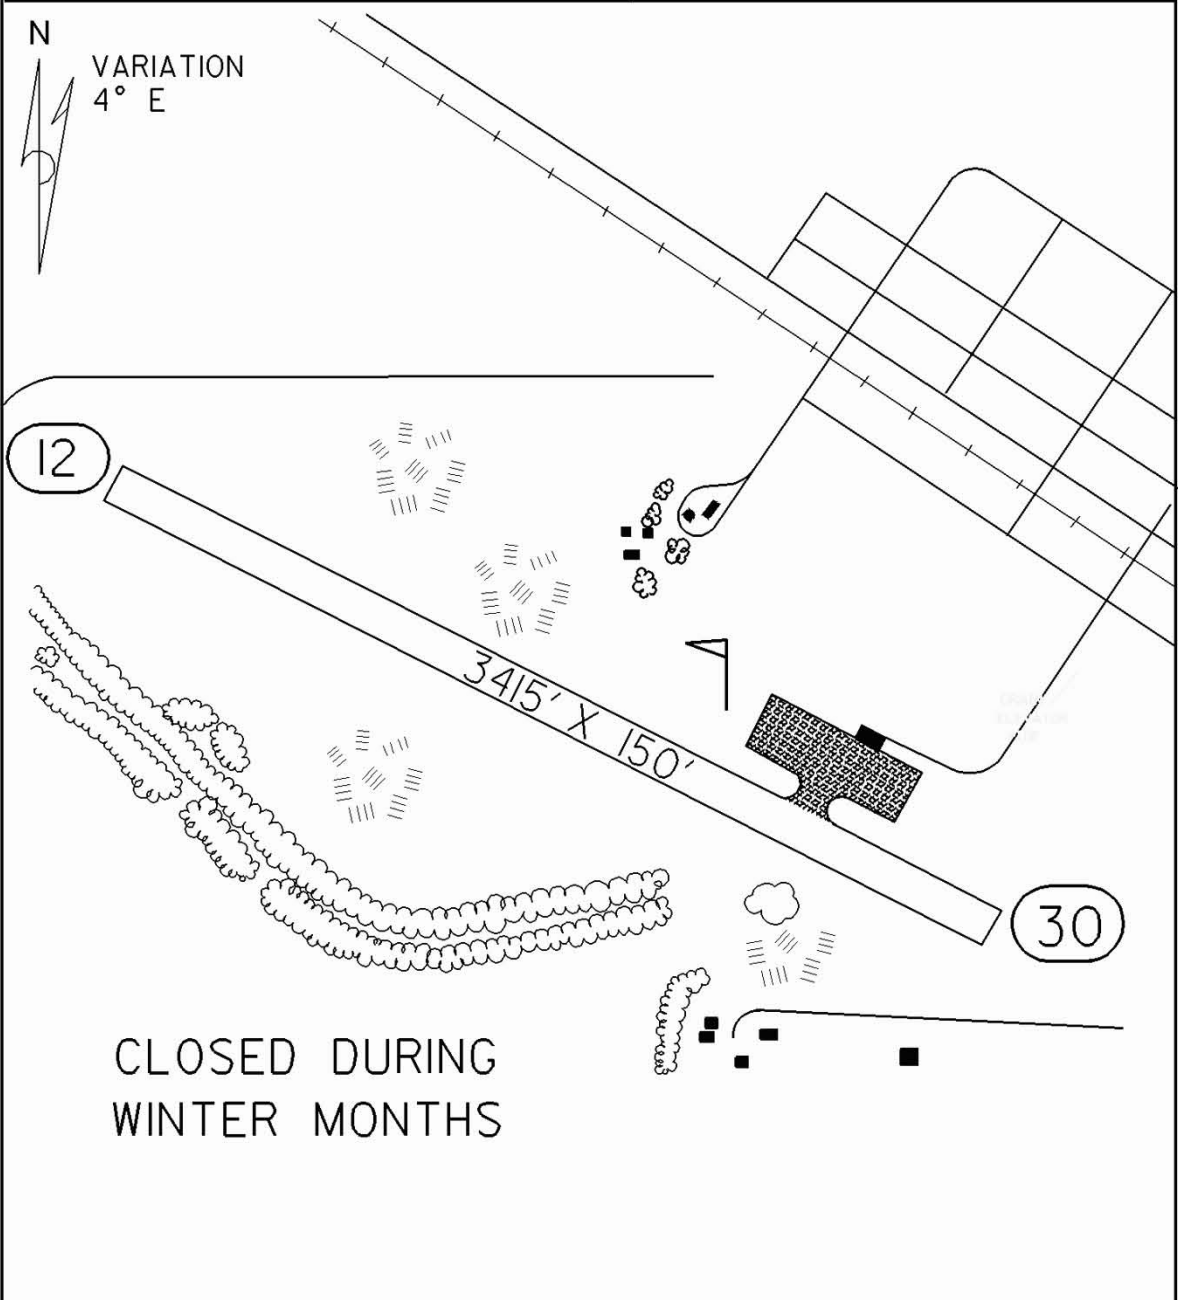 N
VARIATION
4° E
12
3415' X 150'
30
CLOSED DURING
WINTER MONTHS